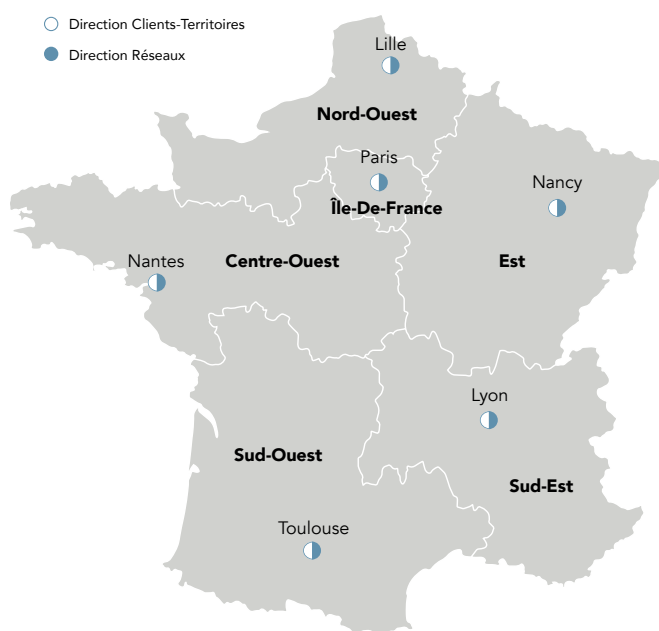 Direction Clients-Territoires
Direction Réseaux
Lille
Nord-Ouest
Paris
Île-De-France
Nancy
Nantes
Centre-Ouest
Est
Lyon
Sud-Ouest
Sud-Est
Toulouse